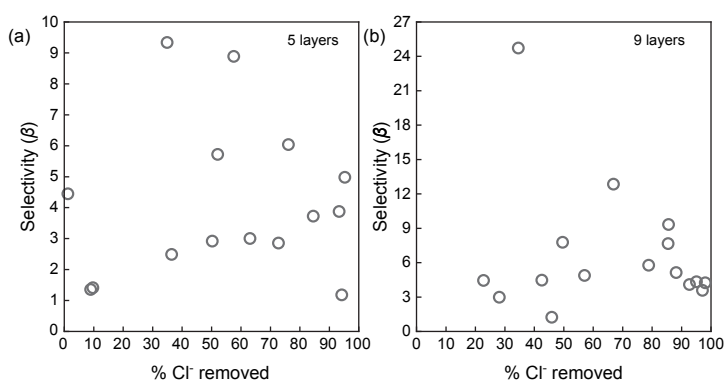 (a)
5 layers
Selectivity (β)
10
9
8
7
6
5
4
3
2
1
0
0 10 20 30 40 50 60 70 80 90 100
% Cl⁻ removed
(b)
9 layers
Selectivity (β)
27
24
21
18
15
12
9
6
3
0
0 10 20 30 40 50 60 70 80 90 100
% Cl⁻ removed